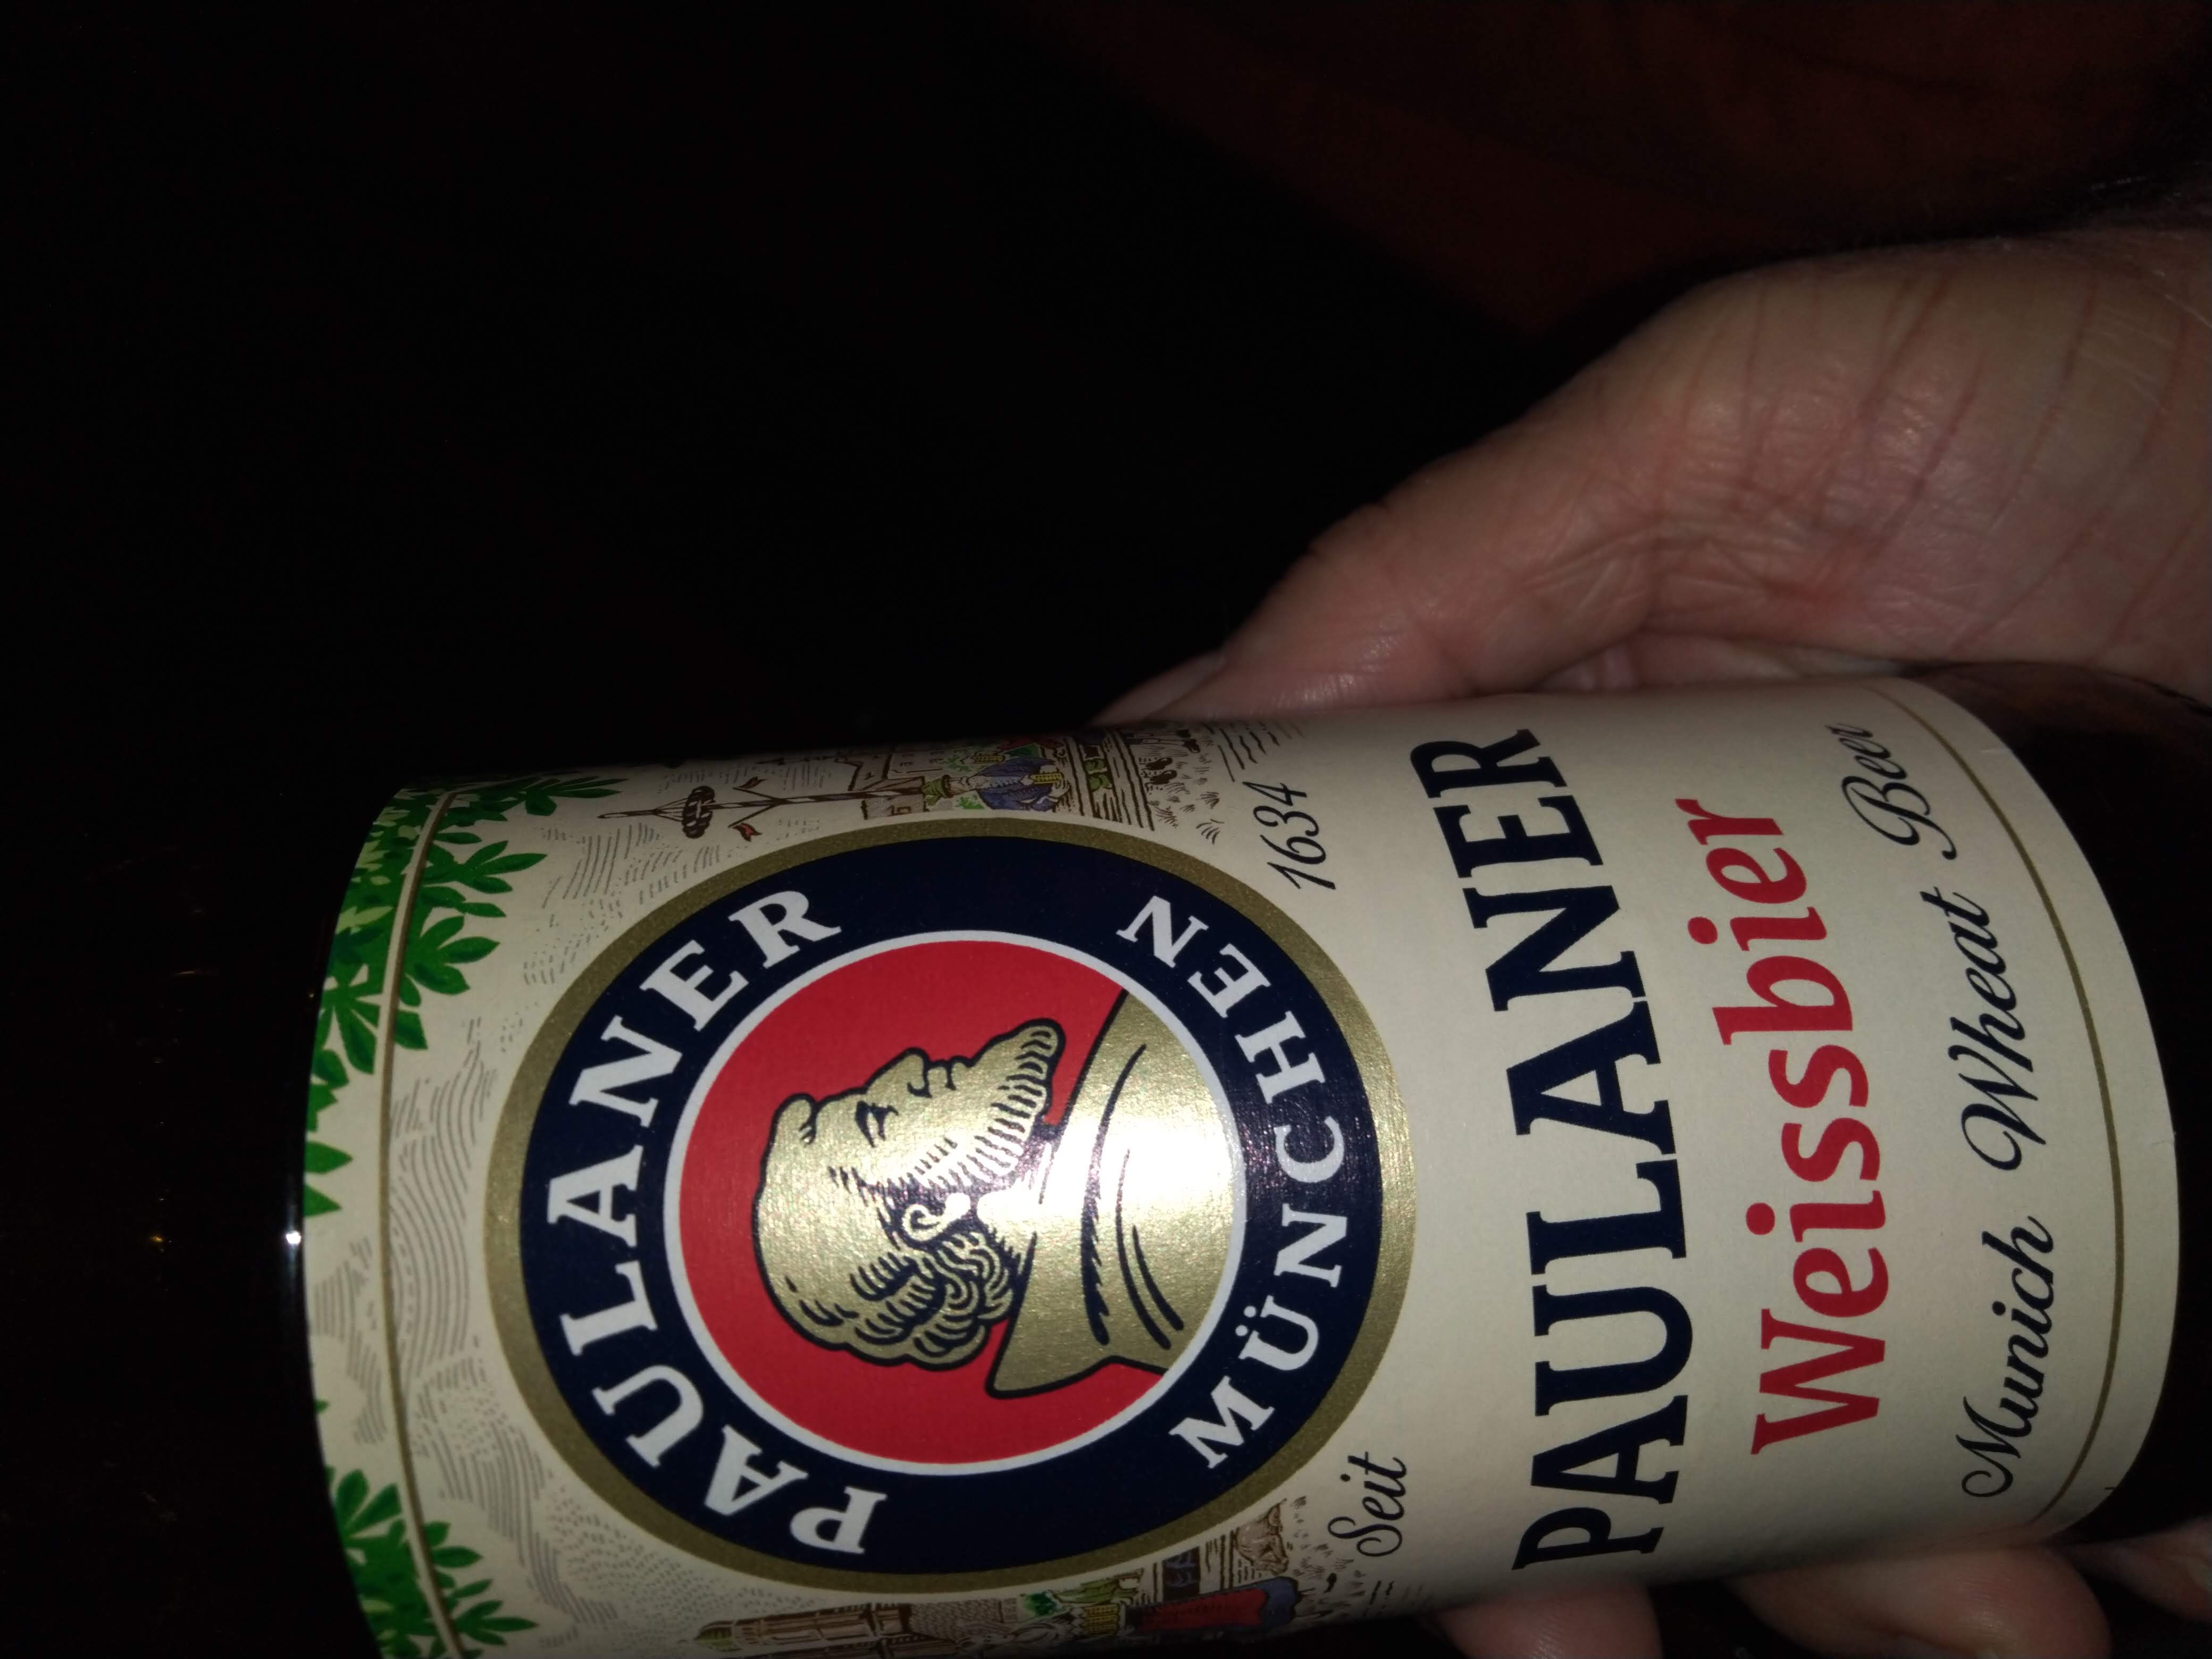 PAULANER
MÜNCHEN
Seit 1634
PAULANER
Weissbier
Munich Wheat Beer